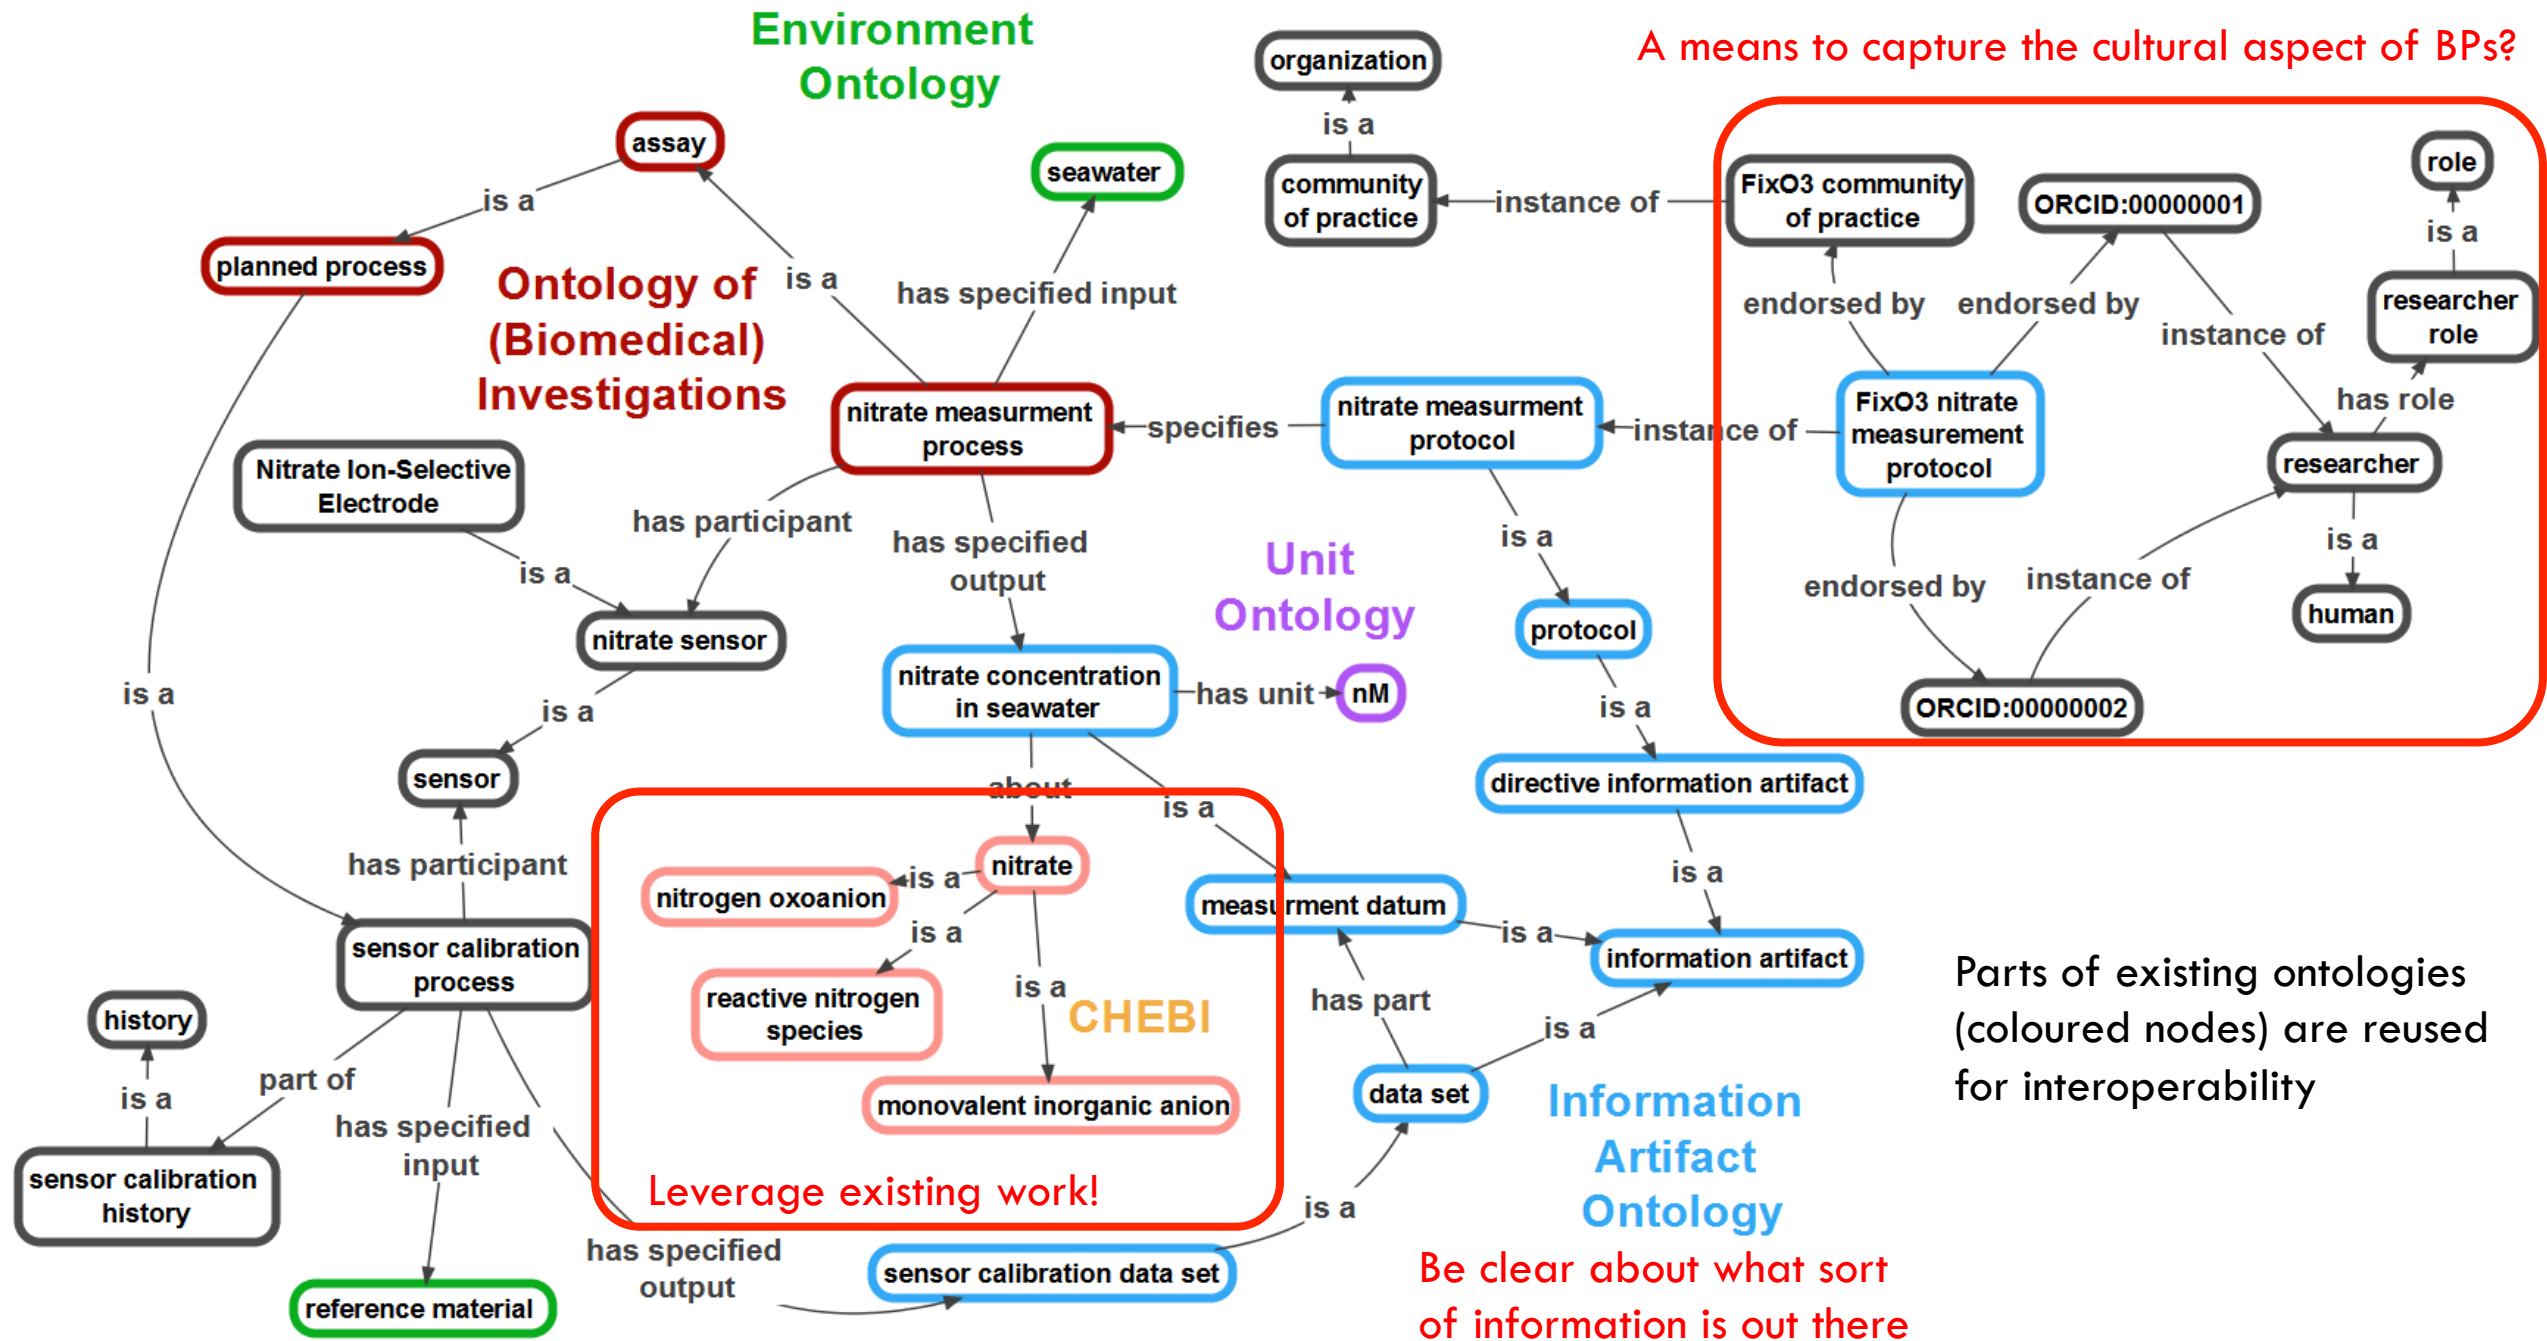 Environment
Ontology
organization
A means to capture the cultural aspect of BPs?
is a
assay
seawater
community
of practice
instance of
FixO3 community
of practice
ORCID:00000001
role
is a
is a
planned process
Ontology of
(Biomedical)
Investigations
is a
has specified input
endorsed by
endorsed by
instance of
researcher
role
has role
nitrate measurment
process
specifies
nitrate measurment
protocol
instance of
FixO3 nitrate
measurement
protocol
researcher
Nitrate Ion-Selective
Electrode
has participant
has specified
output
is a
is a
is a
Unit
Ontology
endorsed by
instance of
human
nitrate sensor
protocol
is a
is a
nitrate concentration
in seawater
has unit
nM
is a
ORCID:00000002
sensor
about
is a
directive information artifact
has participant
nitrate
is a
nitrogen oxoanion
is a
measurment datum
is a
is a
information artifact
sensor calibration
process
reactive nitrogen
species
is a
CHEBI
has part
is a
Parts of existing ontologies
(coloured nodes) are reused
for interoperability
history
is a
part of
has specified
input
monovalent inorganic anion
data set
Information
Artifact
Ontology
sensor calibration
history
Leverage existing work!
is a
has specified
output
sensor calibration data set
reference material
Be clear about what sort
of information is out there